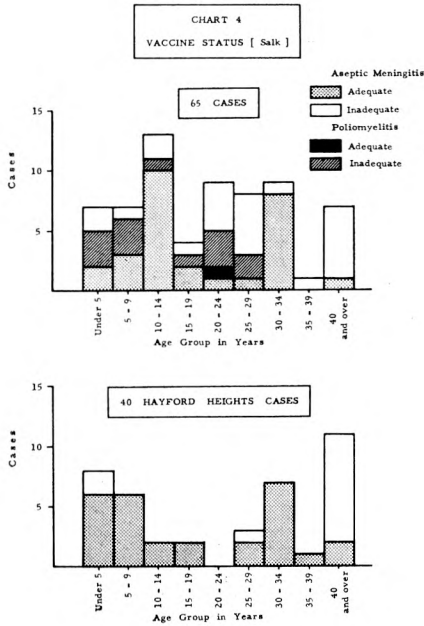 CHART 4
VACCINE STATUS [ Salk ]
Aseptic Meningitis
Adequate
Inadequate
Poliomyelitis
Adequate
Inadequate
65 CASES
15
10
5
Cases
Under 5
5 - 9
10 - 14
15 - 19
20 - 24
25 - 29
30 - 34
35 - 39
40
and over
Age Group in Years
40 HAYFORD HEIGHTS CASES
15
10
5
Cases
Under 5
5 - 9
10 - 14
15 - 19
20 - 24
25 - 29
30 - 34
35 - 39
40
and over
Age Group in Years